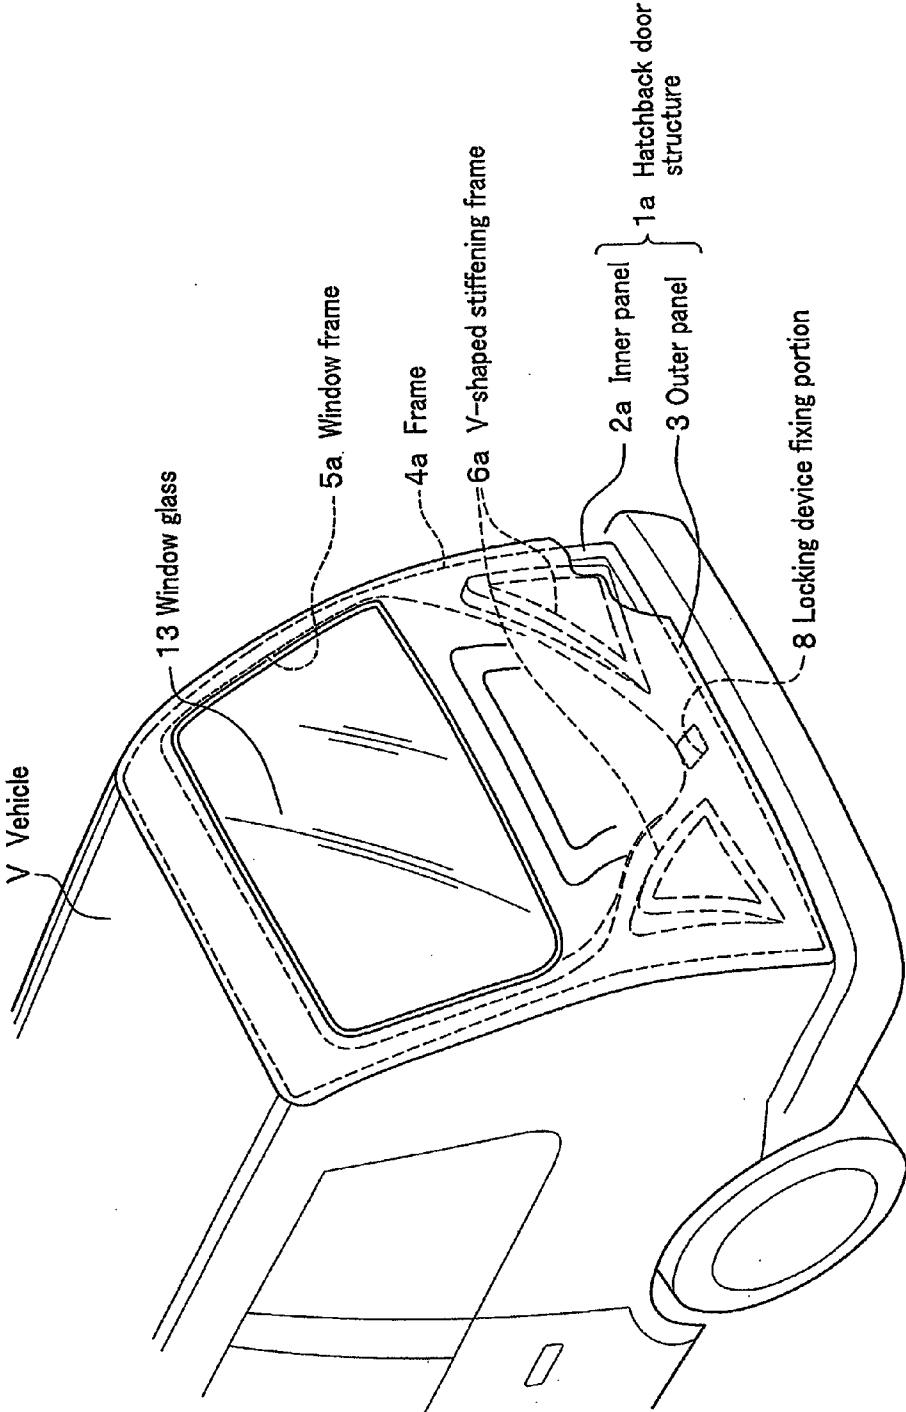 V Vehicle
13 Window glass
5a Window frame
4a Frame
6a V-shaped stiffening frame
2a Inner panel
3 Outer panel
1a Hatchback door
structure
8 Locking device fixing portion